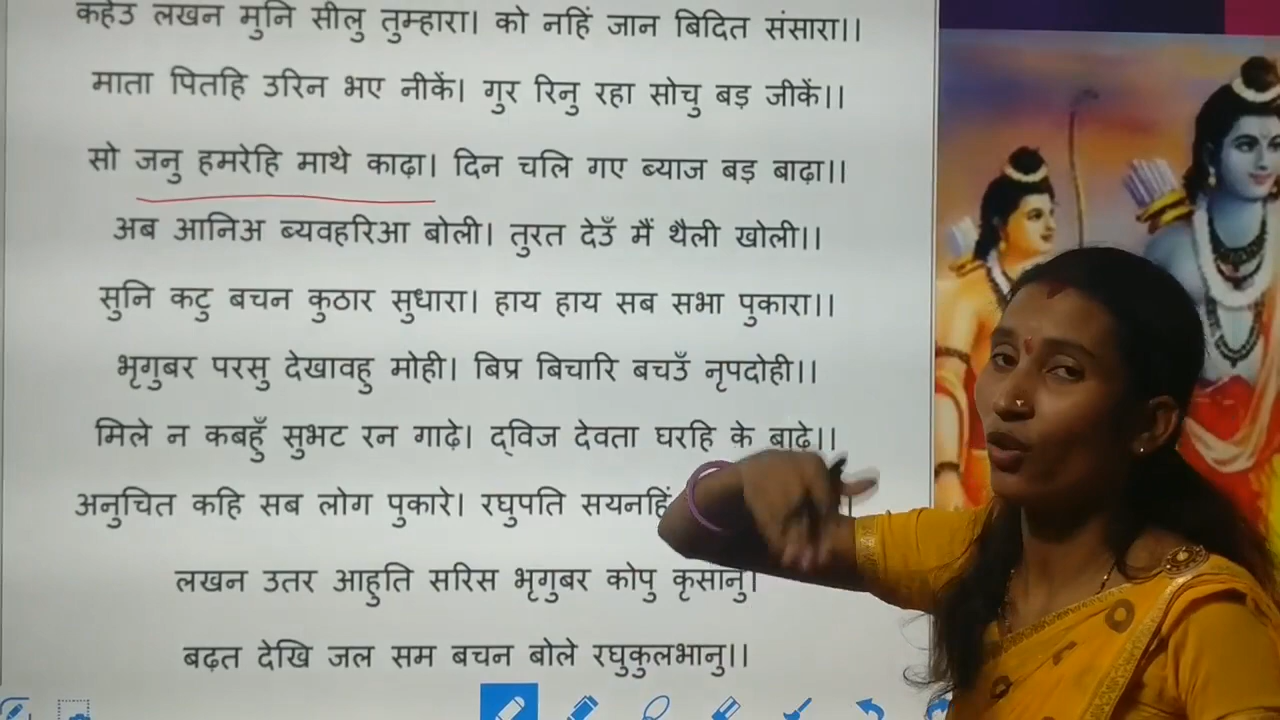 कहेउ लखन मुनि सीलु तुम्हारा। को नहिं जान बिदित संसारा।।
माता पितहि उरिन भए नीकें। गुर रिनु रहा सोचु बड़ जीकें।।
सो जनु हमरेहि माथे काढ़ा। दिन चलि गए ब्याज बड़ बाढ़ा।।
अब आनिअ ब्यवहरिआ बोली। तुरत देउँ मैं थैली खोली।।
सुनि कटु बचन कुठार सुधारा। हाय हाय सब सभा पुकारा।।
भृगुबर परसु देखावहु मोही। बिप्र बिचारि बचउँ नृपदोही।।
मिले न कबहुँ सुभट रन गाढ़े। द्विज देवता घरहि के बाढ़े।।
अनुचित कहि सब लोग पुकारे। रघुपति सयनहिं
लखन उतर आहुति सरिस भृगुबर कोपु कृसानु।
बढ़त देखि जल सम बचन बोले रघुकुलभानु।।